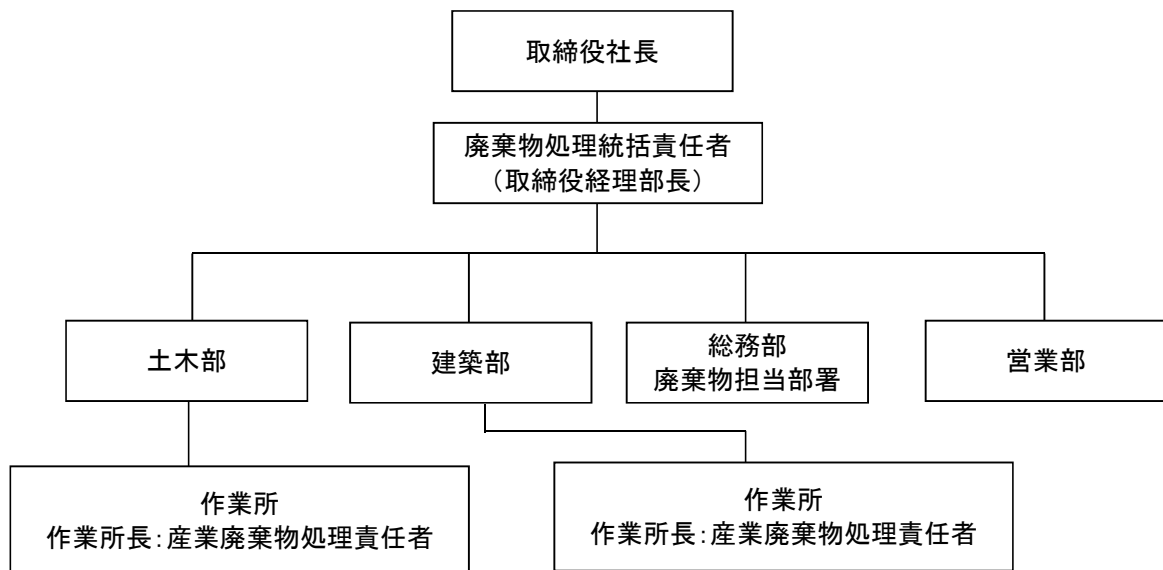 取締役社長
廃棄物処理統括責任者
（取締役経理部長）
土木部
建築部
総務部
廃棄物担当部署
営業部
作業所
作業所長：産業廃棄物処理責任者
作業所
作業所長：産業廃棄物処理責任者